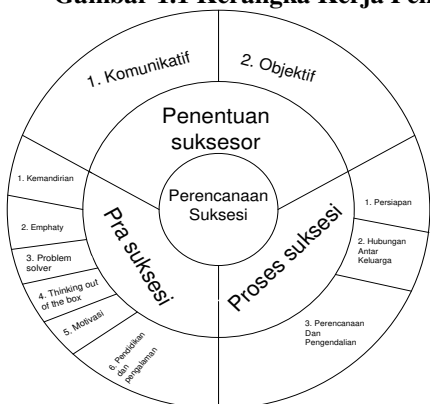 Gambar 1.1 Kerangka Kerja Pen
1. Komunikatif
2. Objektif
Penentuan
suksesor
Perencanaan
Suksesi
Pra suksesi
Proses suksesi
1. Kemandirian
2. Emphaty
3. Problem
solver
4. Thinking out
of the box
5. Motivasi
6. Pendidikan
dan
pengalaman
1. Persiapan
2. Hubungan
Antar
Keluarga
3. Perencanaan
Dan
Pengendalian